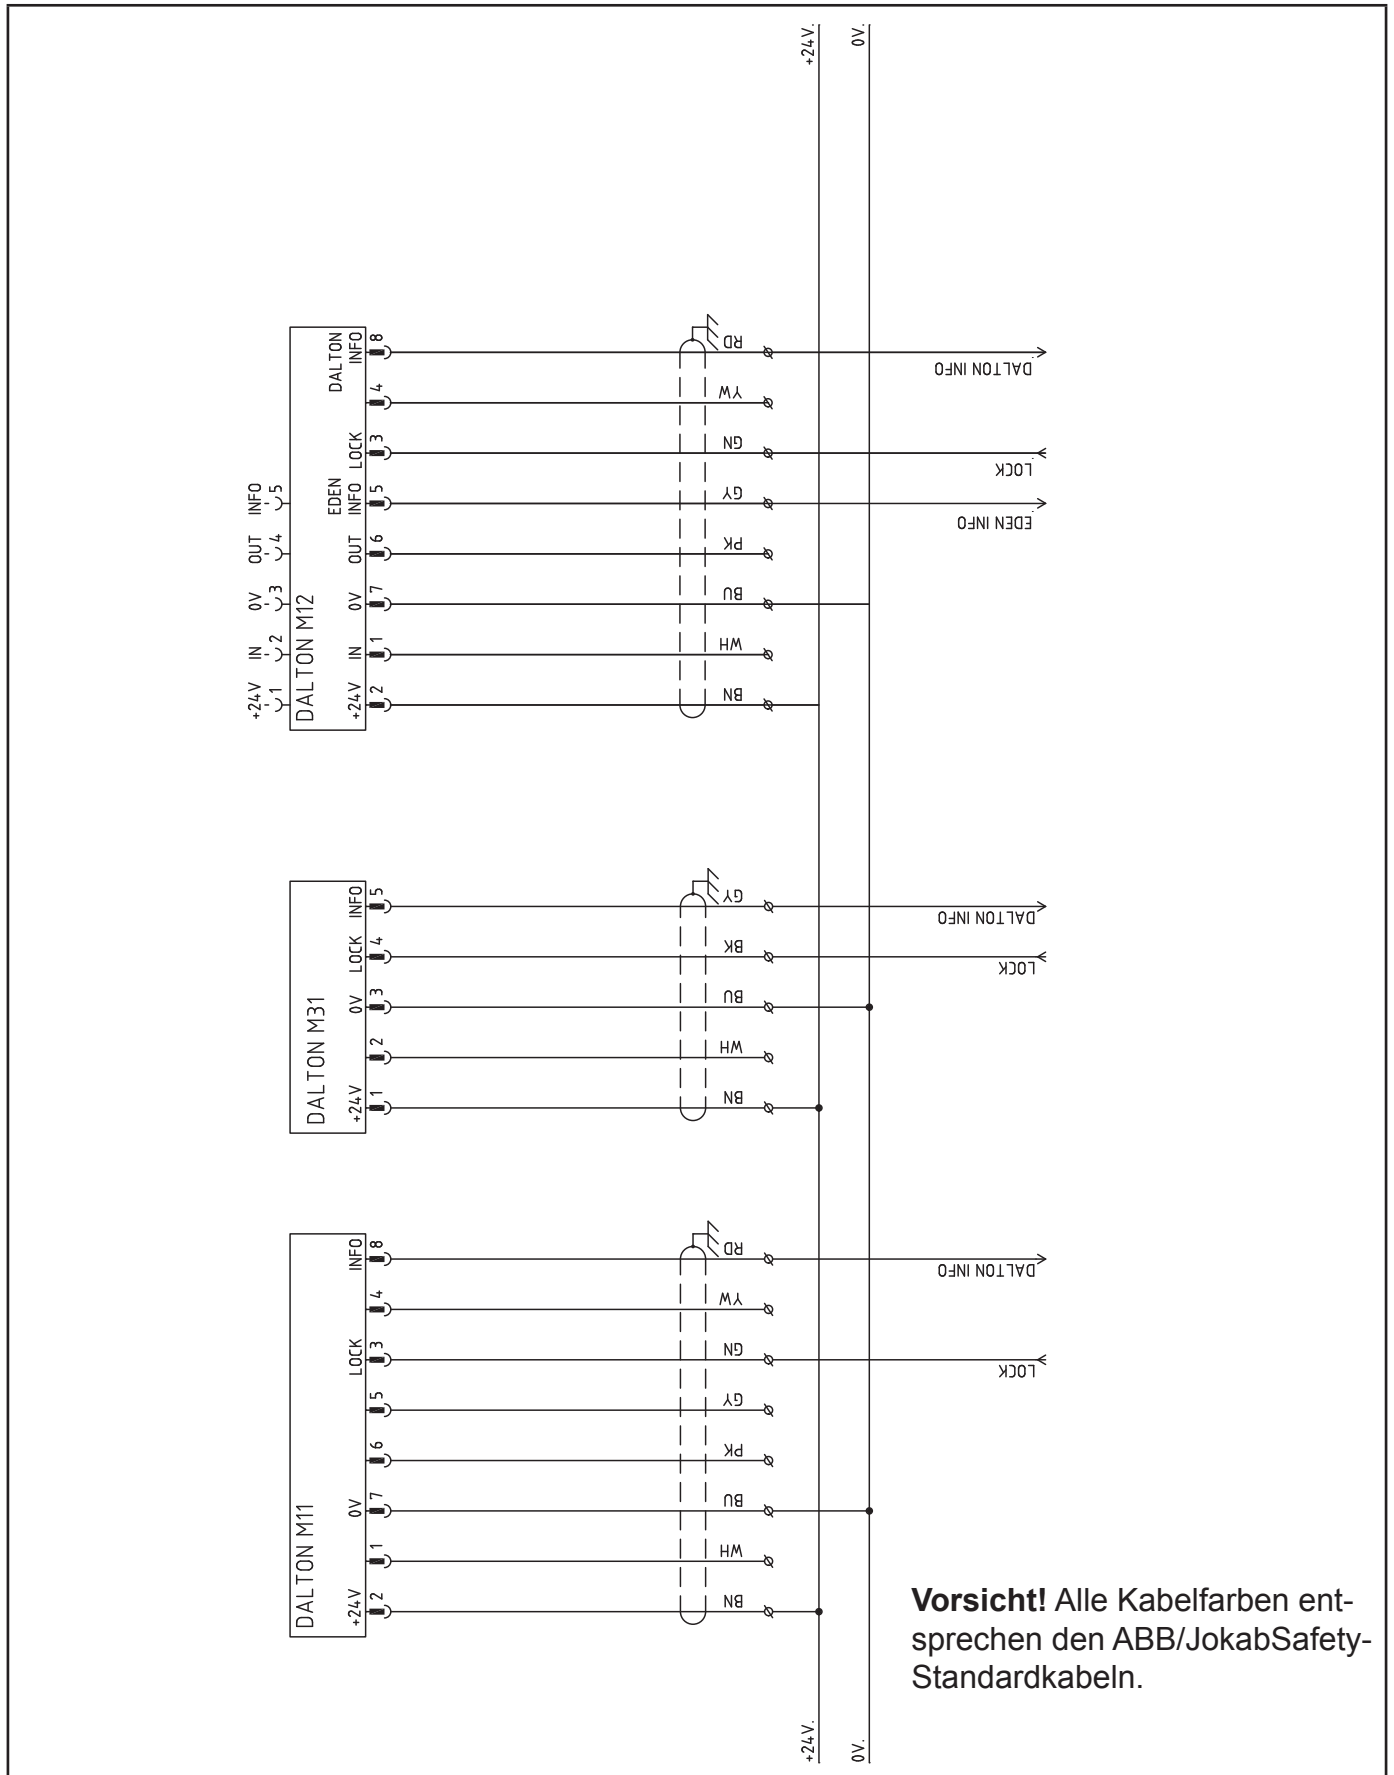 +24V.
0V.
DALTON M12
INFO 5
OUT 4
0V 3
IN 2
+24V 1
DALTON INFO 8
4
LOCK 3
EDEN INFO 5
OUT 6
0V 7
IN 1
+24V 2
RD
YW
GN
GY
PK
BU
WH
BN
DALTON INFO
LOCK
EDEN INFO
DALTON M31
INFO 5
LOCK 4
0V 3
2
+24V 1
GY
BK
BU
WH
BN
DALTON INFO
LOCK
DALTON M11
INFO 8
4
LOCK 3
5
6
0V 7
1
+24V 2
RD
YW
GN
GY
PK
BU
WH
BN
DALTON INFO
LOCK
Vorsicht! Alle Kabelfarben ent-
sprechen den ABB/JokabSafety-
Standardkabeln.
+24V.
0V.